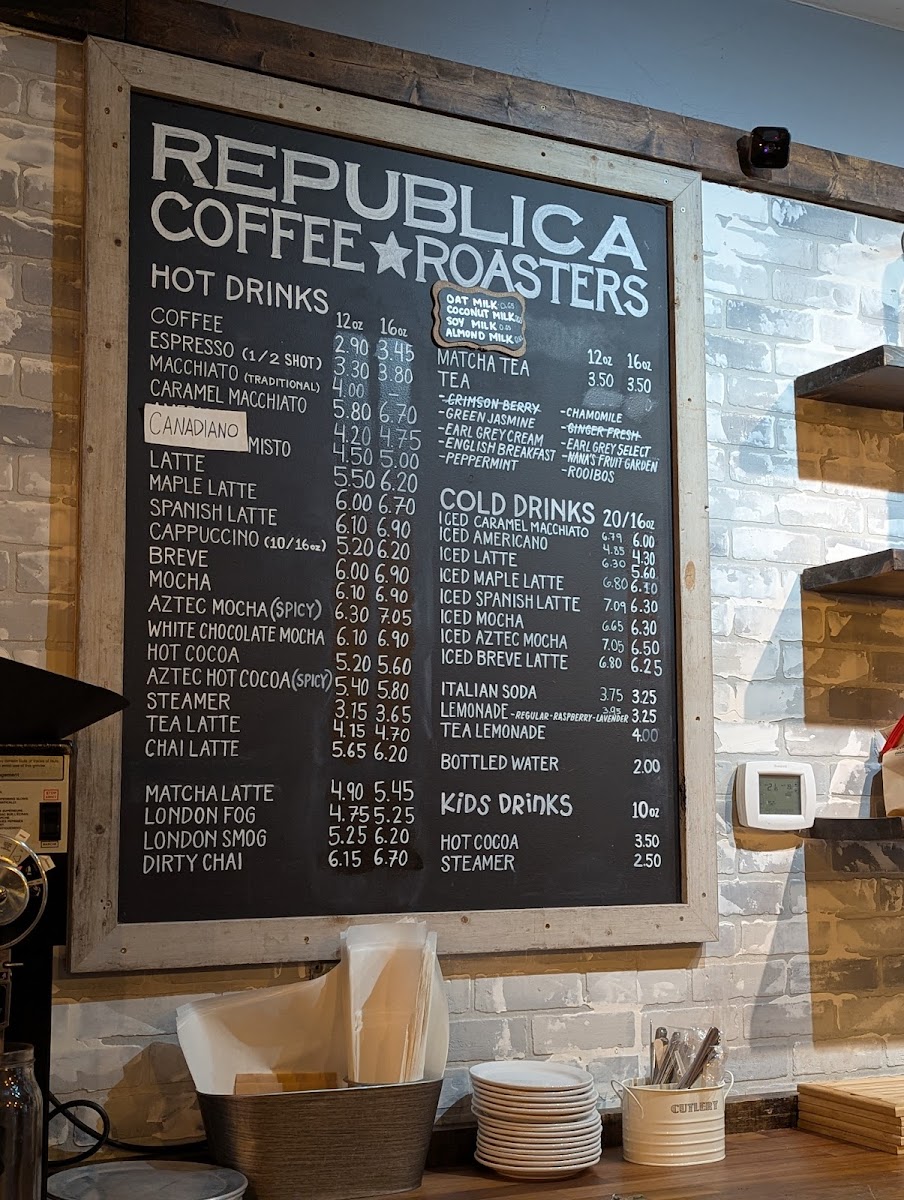 REPUBLICA
COFFEE ★ ROASTERS
HOT DRINKS
12oz 16oz
COFFEE 2.90 3.45
ESPRESSO (1/2 SHOT) 3.30 3.80
MACCHIATO (TRADITIONAL) 4.00 –
CARAMEL MACCHIATO 5.80 6.70
CANADIANO 4.20 4.75
MISTO 4.50 5.00
LATTE 5.50 6.20
MAPLE LATTE 6.00 6.70
SPANISH LATTE 6.10 6.90
CAPPUCCINO (10/16oz) 5.20 6.20
BREVE 6.00 6.90
MOCHA 6.10 6.90
AZTEC MOCHA (SPICY) 6.30 7.05
WHITE CHOCOLATE MOCHA 6.10 6.90
HOT COCOA 5.20 5.60
AZTEC HOT COCOA (SPICY) 5.40 5.80
STEAMER 3.15 3.65
TEA LATTE 4.15 4.70
CHAI LATTE 5.65 6.20
MATCHA LATTE 4.90 5.45
LONDON FOG 4.75 5.25
LONDON SMOG 5.25 6.20
DIRTY CHAI 6.15 6.70
OAT MILK
COCONUT MILK
SOY MILK
ALMOND MILK
12oz 16oz
MATCHA TEA 3.50 3.50
TEA
-CRIMSON BERRY
-GREEN JASMINE
-EARL GREY CREAM
-ENGLISH BREAKFAST
-PEPPERMINT
-CHAMOMILE
-GINGER FRESH
-EARL GREY SELECT
-NANA'S FRUIT GARDEN
-ROOIBOS
COLD DRINKS 20/16oz
ICED CARAMEL MACCHIATO 6.79 6.00
ICED AMERICANO 4.85 4.30
ICED LATTE 6.30 5.60
ICED MAPLE LATTE 6.80 6.10
ICED SPANISH LATTE 7.09 6.30
ICED MOCHA 6.65 6.30
ICED AZTEC MOCHA 7.05 6.50
ICED BREVE LATTE 6.80 6.25
ITALIAN SODA 3.75 3.25
LEMONADE -REGULAR-RASPBERRY-LAVENDER 3.95 3.25
TEA LEMONADE 4.00
BOTTLED WATER 2.00
KiDS DRiNKS 10oz
HOT COCOA 3.50
STEAMER 2.50
CUTLERY